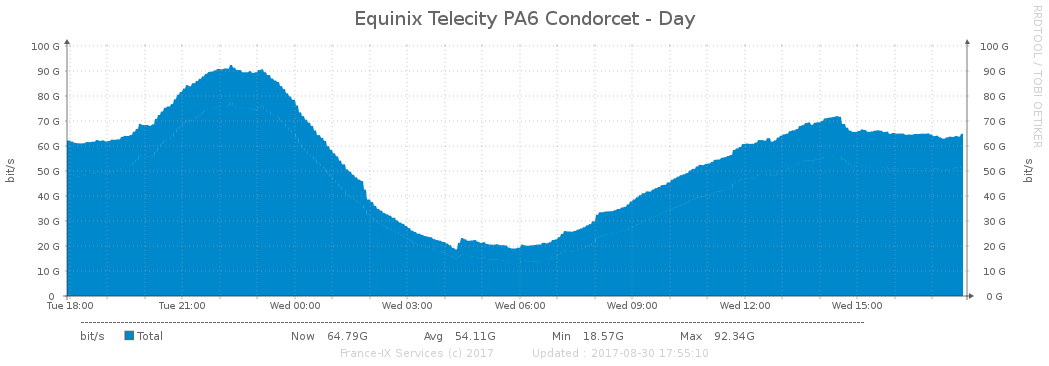 Equinix Telecity PA6 Condorcet - Day
RRDTOOL / TOBI OETIKER
bit/s
100 G
90 G
80 G
70 G
60 G
50 G
40 G
30 G
20 G
10 G
0
100 G
90 G
80 G
70 G
60 G
50 G
40 G
30 G
20 G
10 G
0 G
bit/s
Tue 18:00 Tue 21:00 Wed 00:00 Wed 03:00 Wed 06:00 Wed 09:00 Wed 12:00 Wed 15:00
bit/s Total Now 64.79G Avg 54.11G Min 18.57G Max 92.34G
France-IX Services (c) 2017 Updated : 2017-08-30 17:55:10